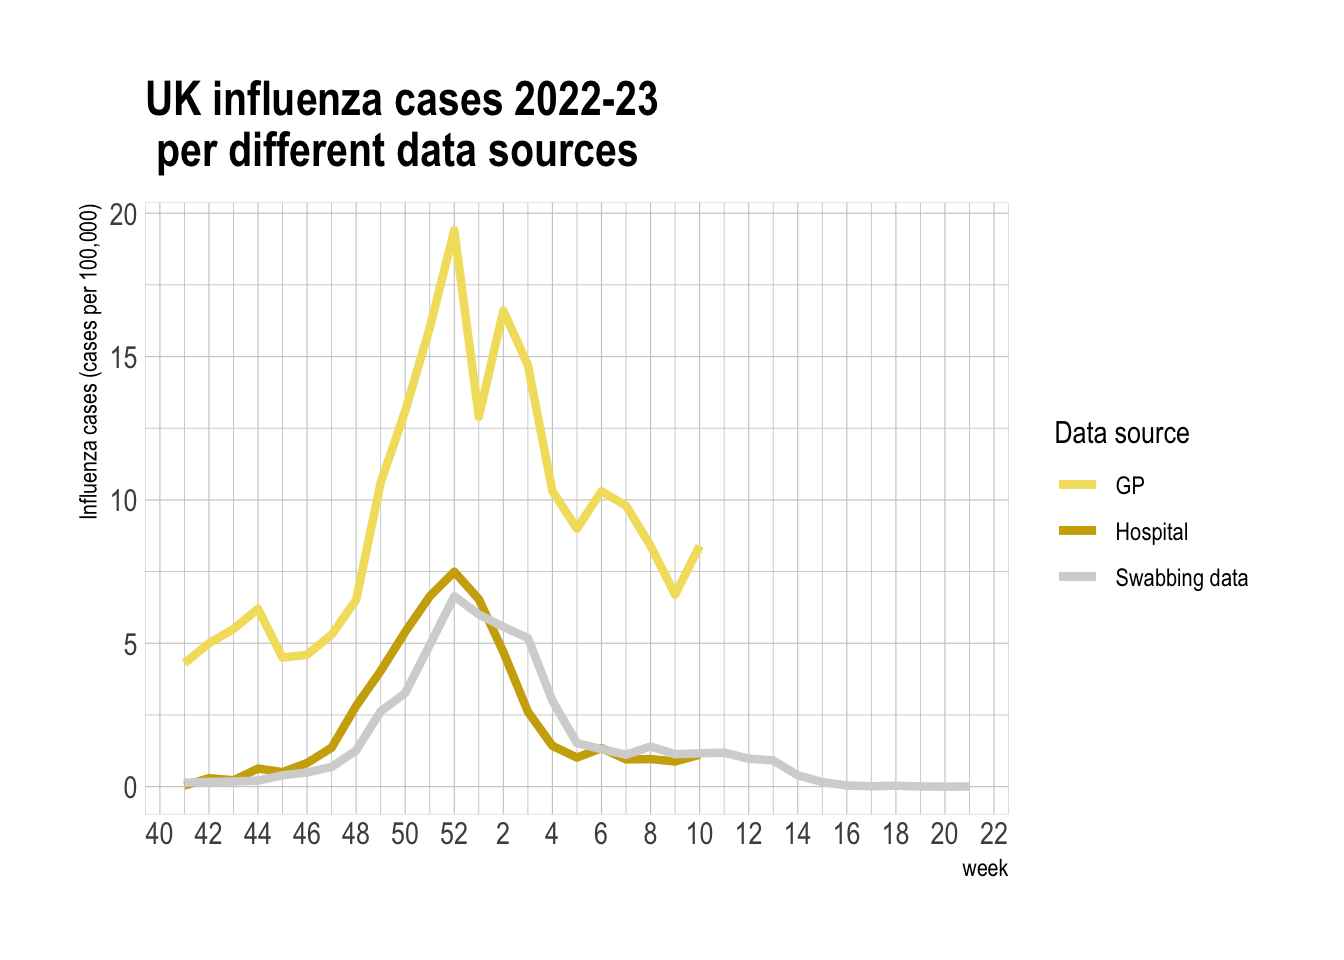 UK influenza cases 2022-23
per different data sources
Influenza cases (cases per 100,000)
20
15
10
5
0
40 42 44 46 48 50 52 2 4 6 8 10 12 14 16 18 20 22
week
Data source
GP
Hospital
Swabbing data